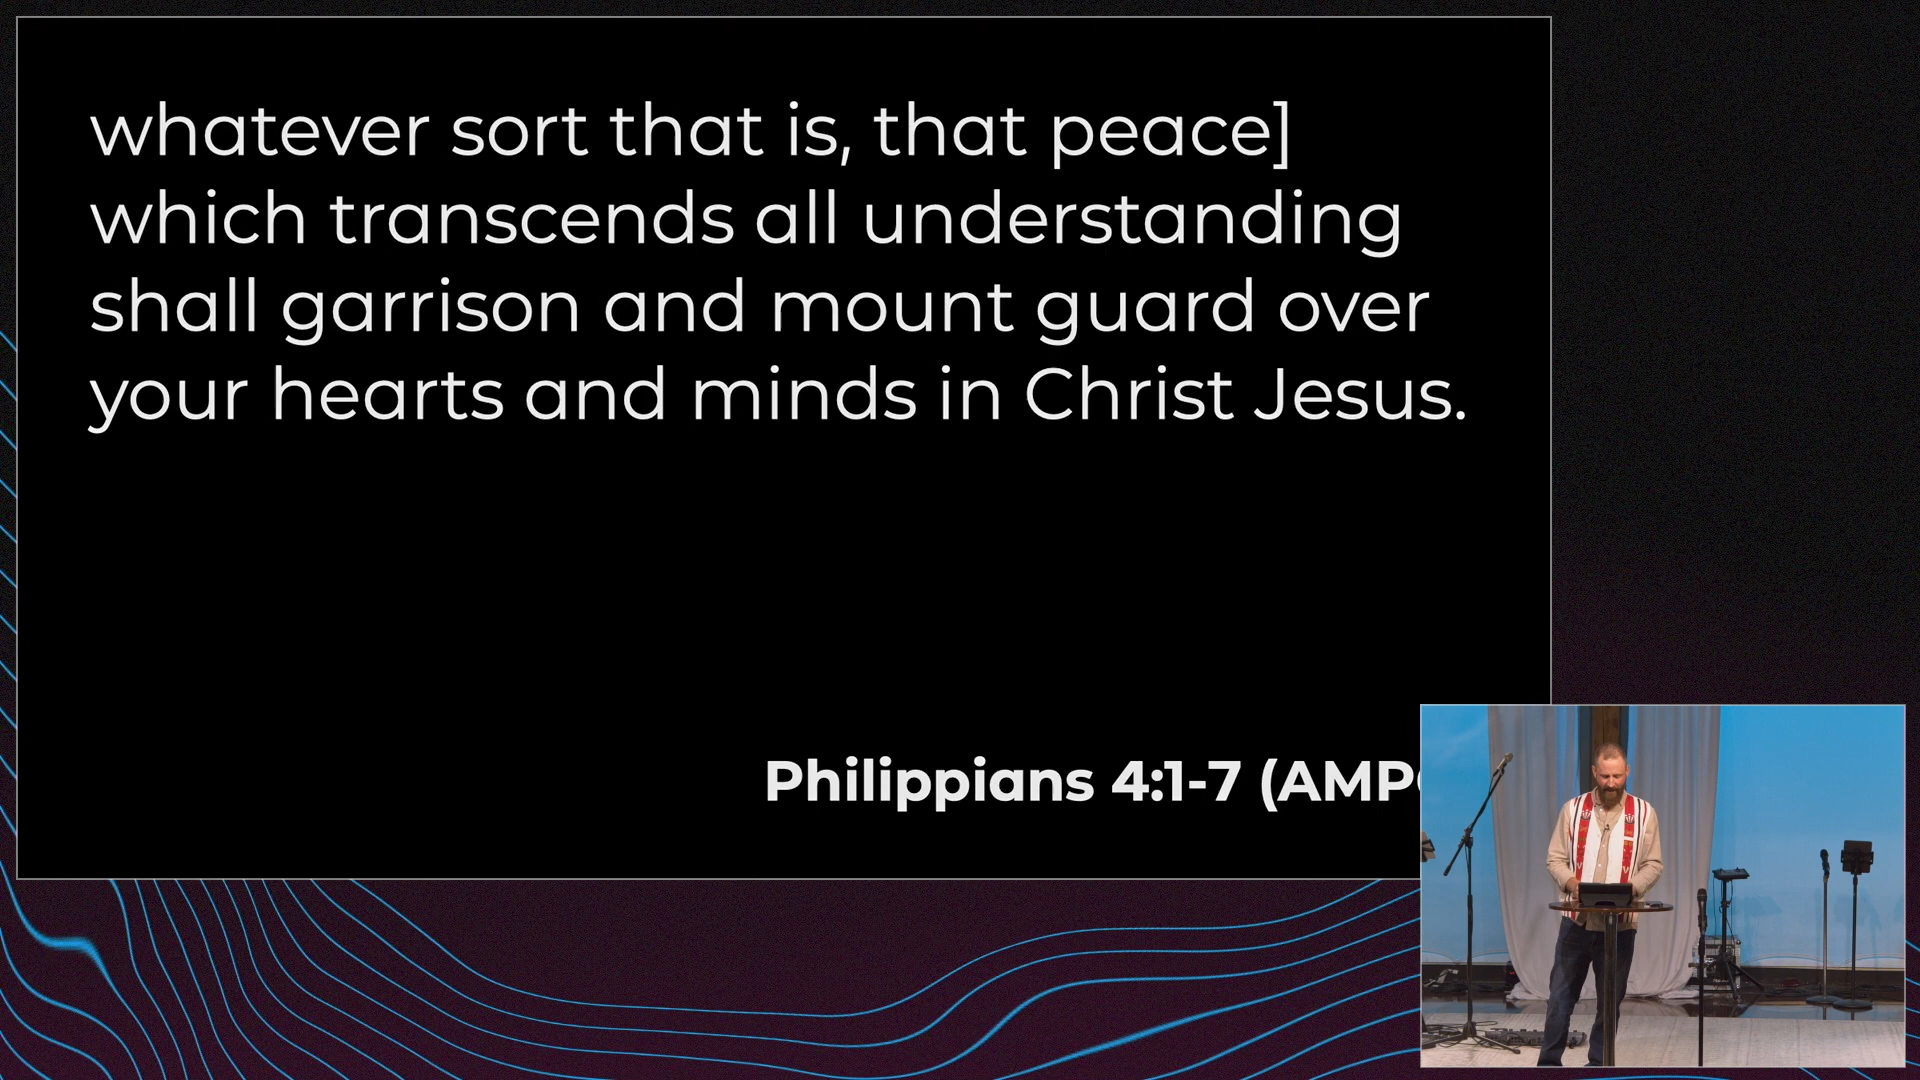 whatever sort that is, that peace]
which transcends all understanding
shall garrison and mount guard over
your hearts and minds in Christ Jesus.
Philippians 4:1-7 (AMP